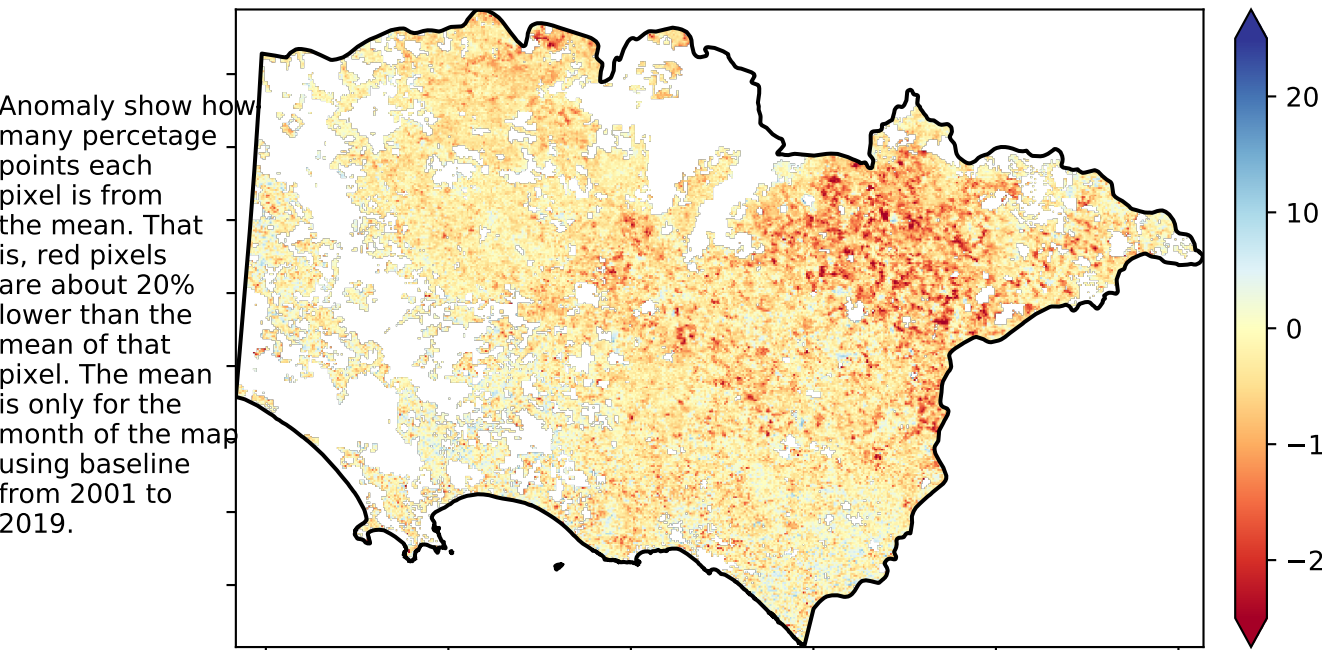 Anomaly show how
many percetage
points each
pixel is from
the mean. That
is, red pixels
are about 20%
lower than the
mean of that
pixel. The mean
is only for the
month of the map
using baseline
from 2001 to
2019.
20
10
0
−1
−2